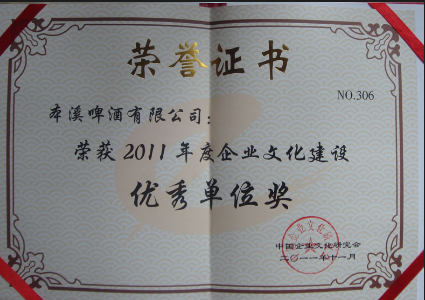 荣誉证书
NO.306
本溪啤酒有限公司：
荣获2011年度企业文化建设
优秀单位奖
中国企业文化研究会
二〇一一年十一月